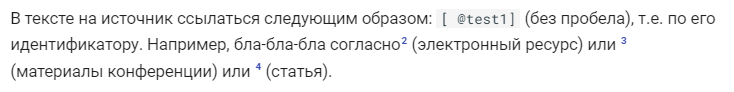 В тексте на источник ссылаться следующим образом: [ @test1] (без пробела), т.е. по его
идентификатору. Например, бла-бла-бла согласно² (электронный ресурс) или ³
(материалы конференции) или ⁴ (статья).